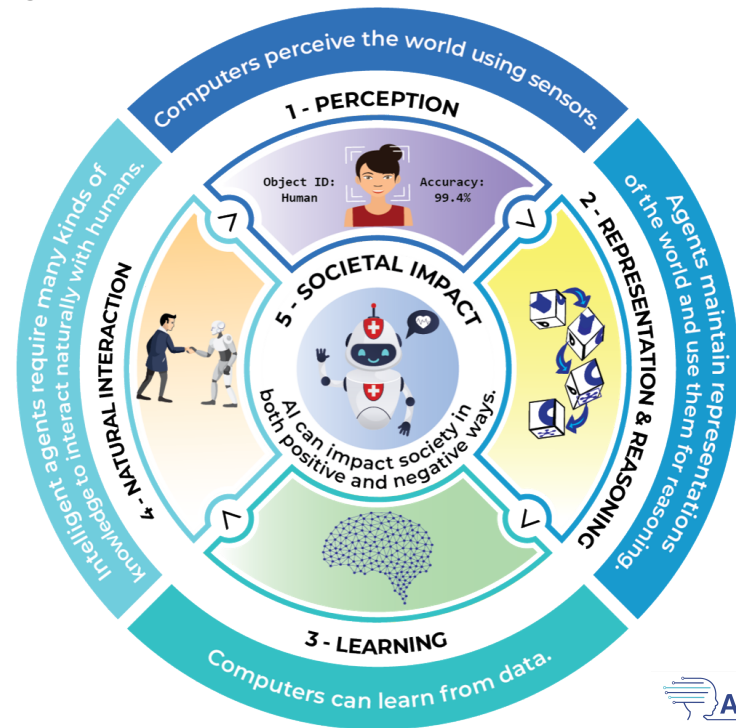 Computers perceive the world using sensors.
1 - PERCEPTION
Object ID:
Human
Accuracy:
99.4%
2 - REPRESENTATION & REASONING
Agents maintain representations
of the world and use them for reasoning.
3 - LEARNING
Computers can learn from data.
4 - NATURAL INTERACTION
Intelligent agents require many kinds of
knowledge to interact naturally with humans.
5 - SOCIETAL IMPACT
AI can impact society in
both positive and negative ways.
A